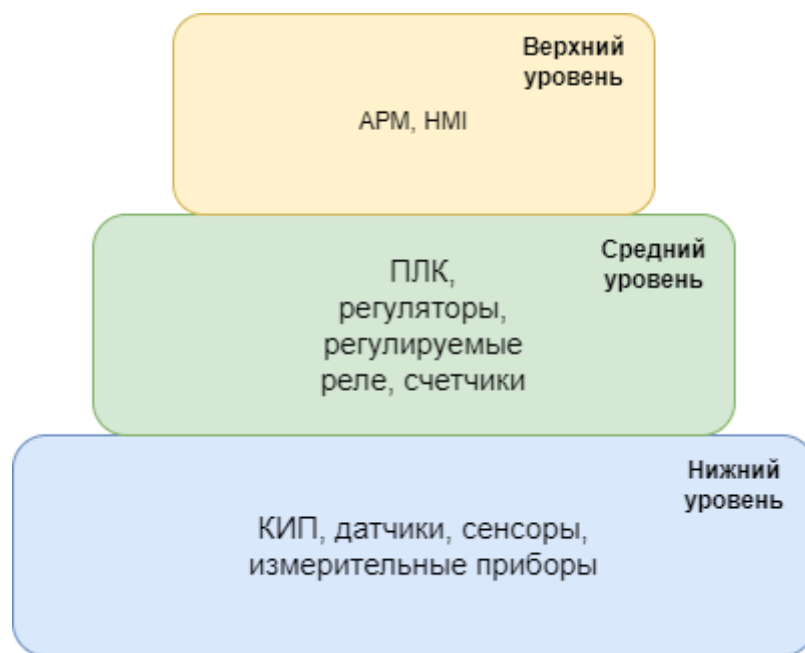 Верхний
уровень
АРМ, HMI
Средний
уровень
ПЛК,
регуляторы,
регулируемые
реле, счетчики
Нижний
уровень
КИП, датчики, сенсоры,
измерительные приборы